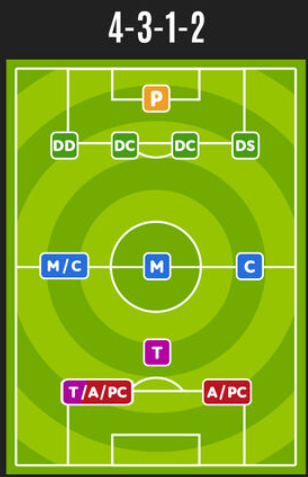 4-3-1-2
P
DD DC DC DS
M/C M C
T
T/A/PC A/PC